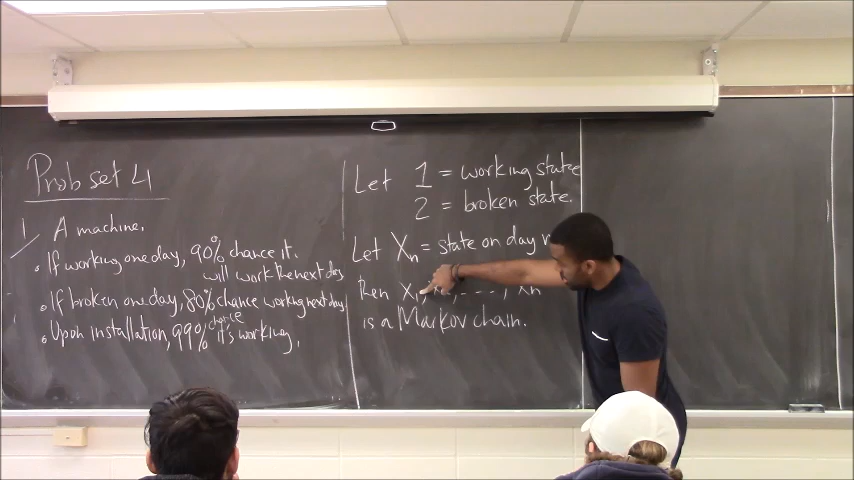 Prob set 4
1 A machine.
• If working one day, 90% chance it.
will work the next day
• If broken one day, 80% chance working next day
• Upon installation, 99% chance it's working.
Let 1 = working state
2 = broken state.
Let Xn = state on day
then X1, , ---, Xn
is a Markov chain.